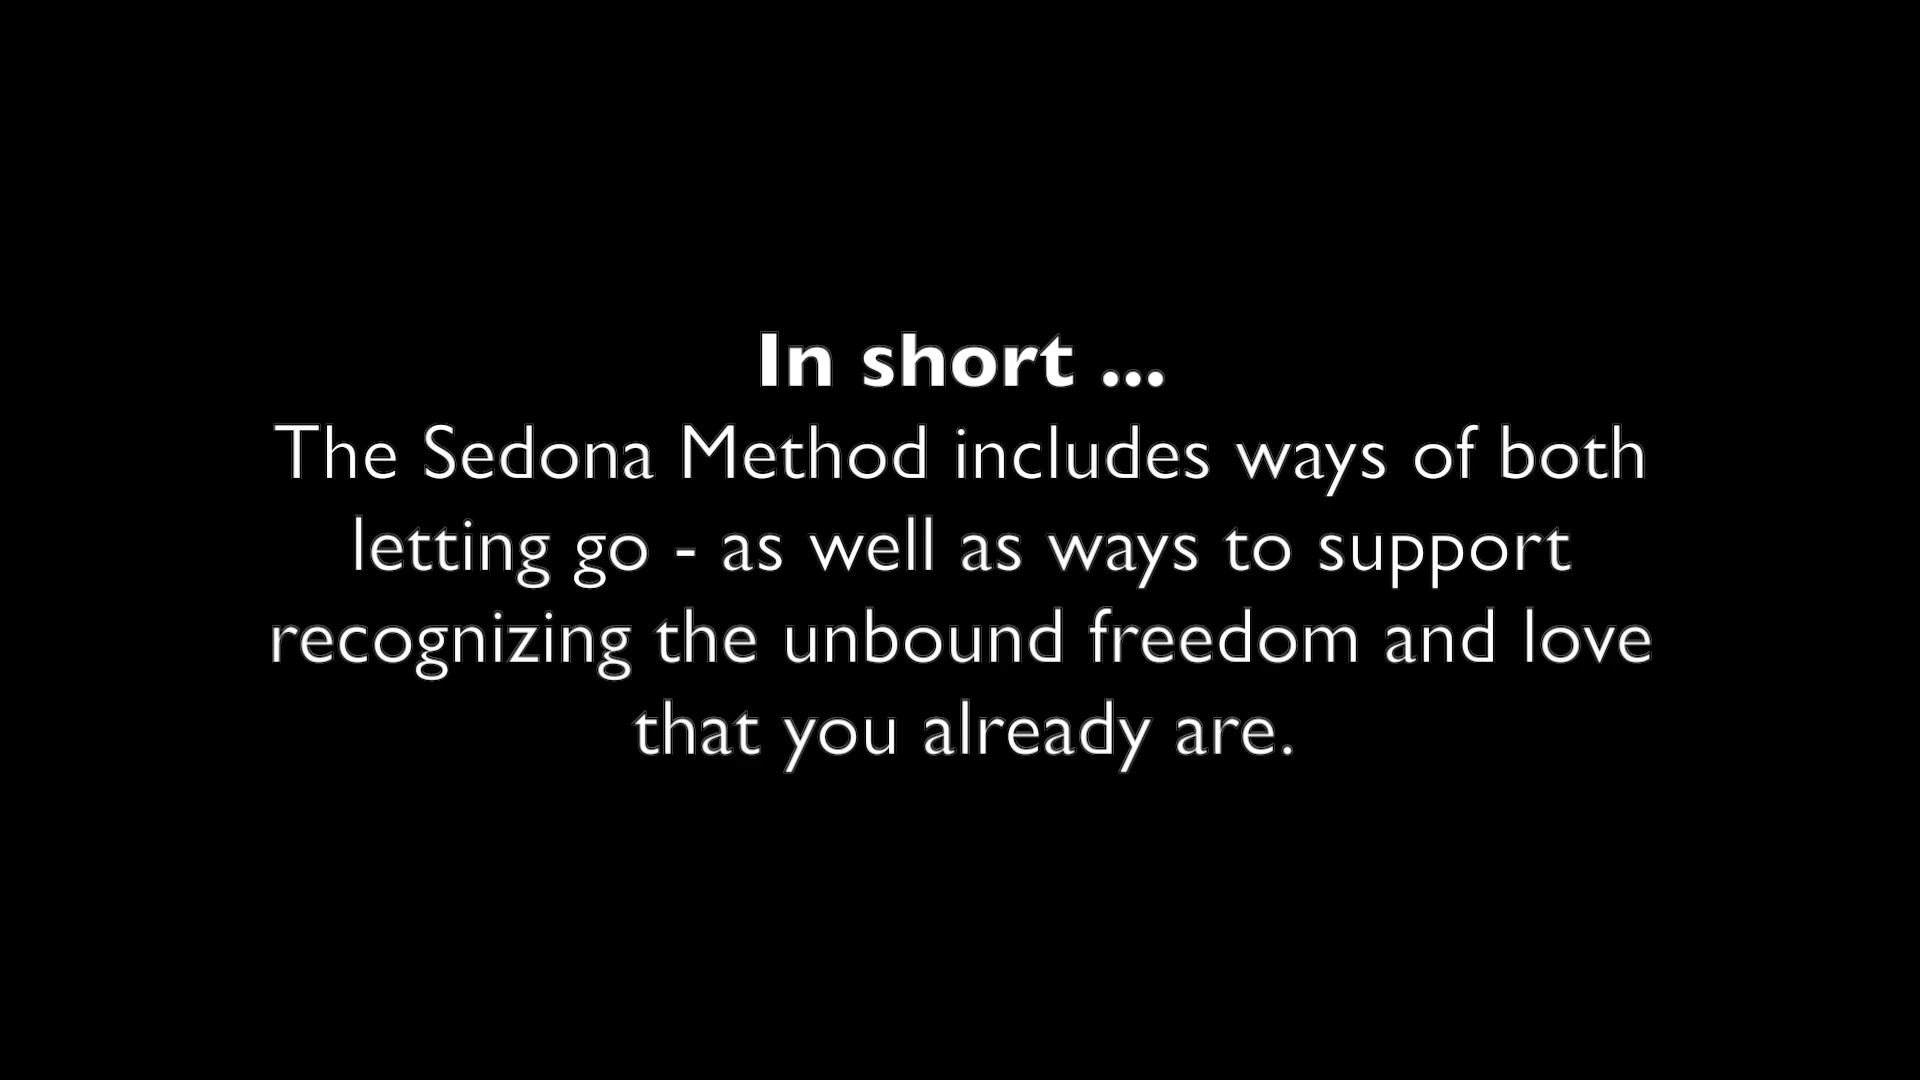 In short ...
The Sedona Method includes ways of both
letting go - as well as ways to support
recognizing the unbound freedom and love
that you already are.